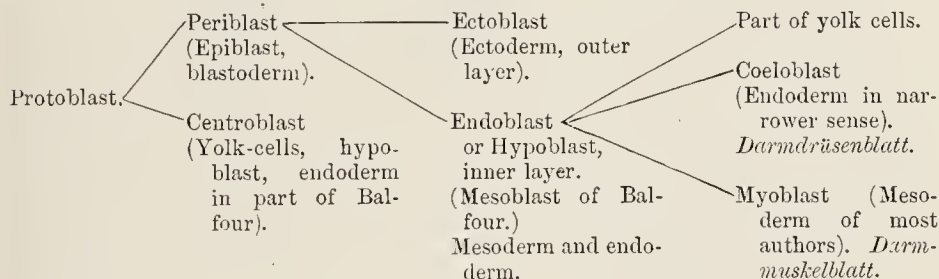 Periblast
(Epiblast,
blastoderm).
Protoblast.
Centroblast
(Yolk-cells, hypo-
blast, endoderm
in part of Bal-
four).
Ectoblast
(Ectoderm, outer
layer).
Endoblast
or Hypoblast,
inner layer.
(Mesoblast of Bal-
four.)
Mesoderm and endo-
derm.
Part of yolk cells.
Coeloblast
(Endoderm in nar-
rower sense).
Darmdrüsenblatt.
Myoblast (Meso-
derm of most
authors). Darm-
muskelblatt.